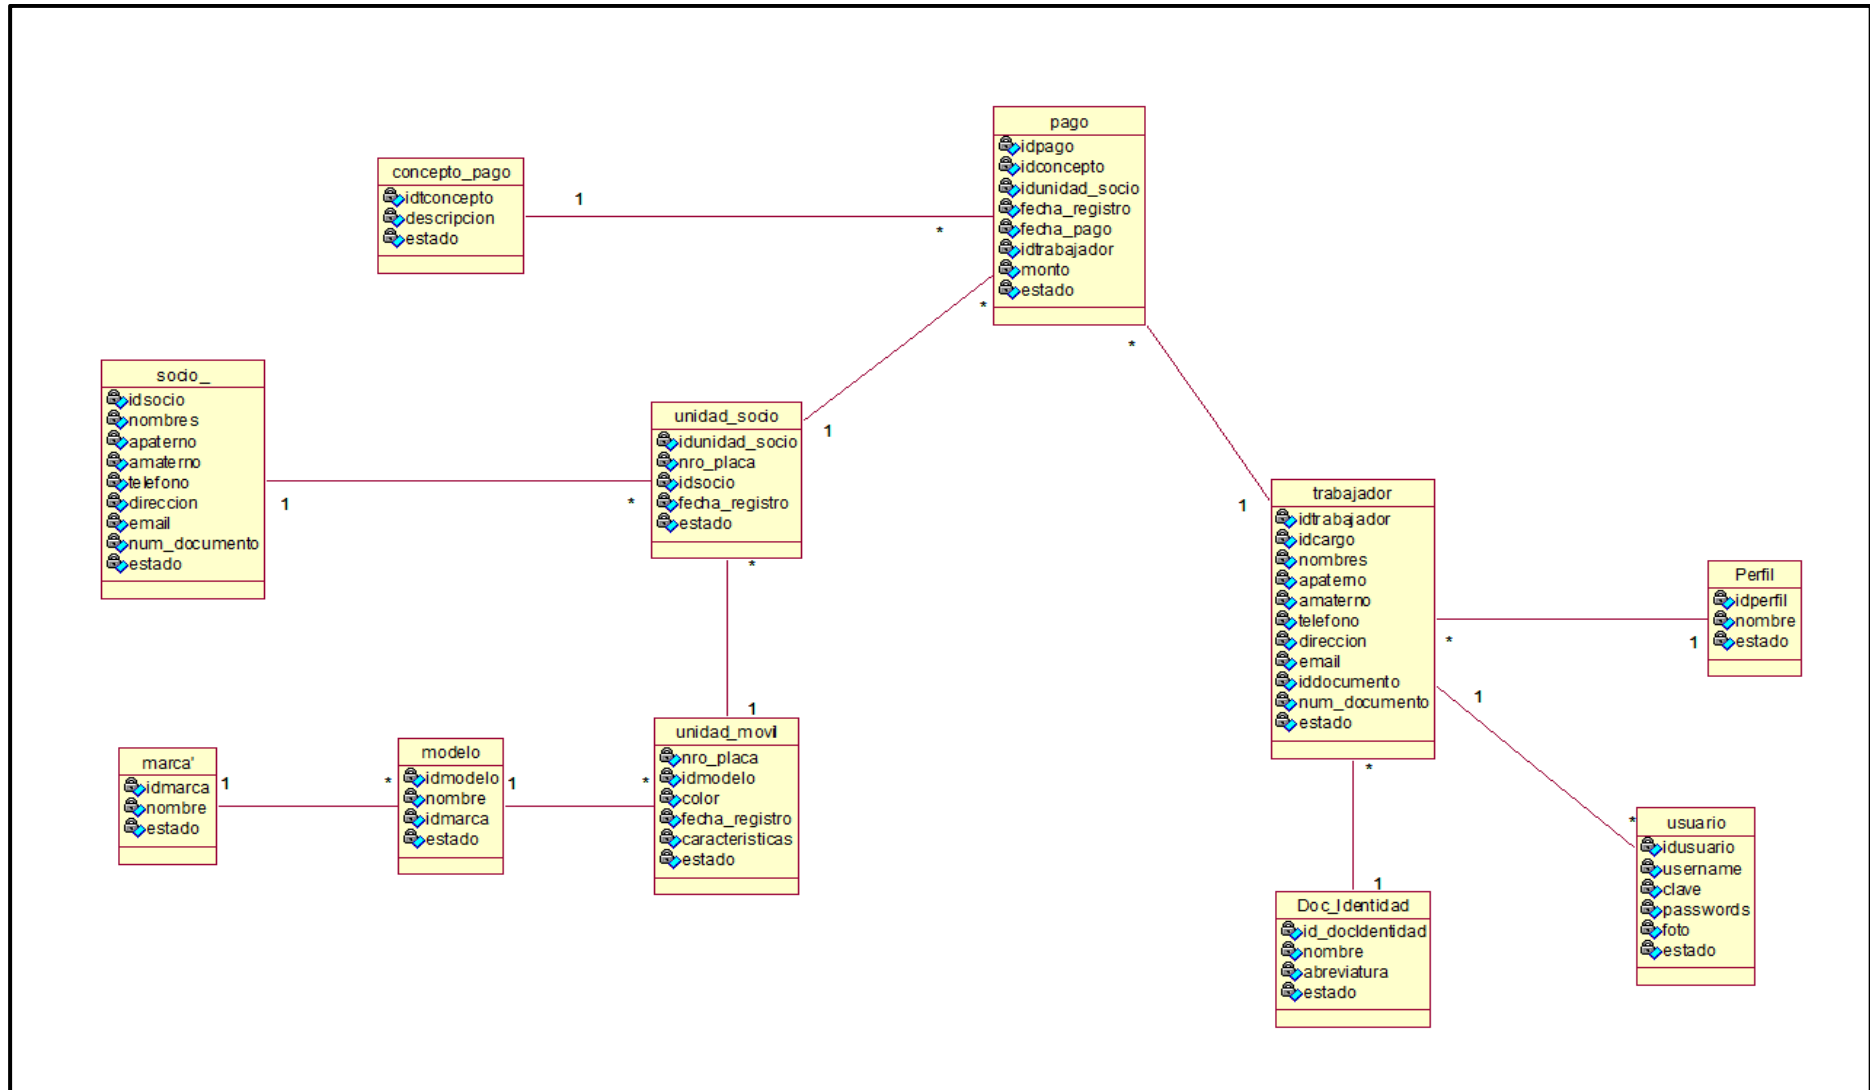 pago
idpago
idconcepto
idunidad_socio
fecha_registro
fecha_pago
idtrabajador
monto
estado
concepto_pago
idtconcepto
descripcion
estado
1
*
*
1
*
1
socio_
idsocio
nombres
apaterno
amaterno
telefono
direccion
email
num_documento
estado
1
*
unidad_socio
idunidad_socio
nro_placa
idsocio
fecha_registro
estado
*
1
trabajador
idtrabajador
idcargo
nombres
apaterno
amaterno
telefono
direccion
email
iddocumento
num_documento
estado
*
1
Perfil
idperfil
nombre
estado
1
*
marca'
idmarca
nombre
estado
1
*
modelo
idmodelo
nombre
idmarca
estado
1
*
unidad_movil
nro_placa
idmodelo
color
fecha_registro
caracteristicas
estado
*
1
Doc_Identidad
id_docIdentidad
nombre
abreviatura
estado
usuario
idusuario
username
clave
passwords
foto
estado